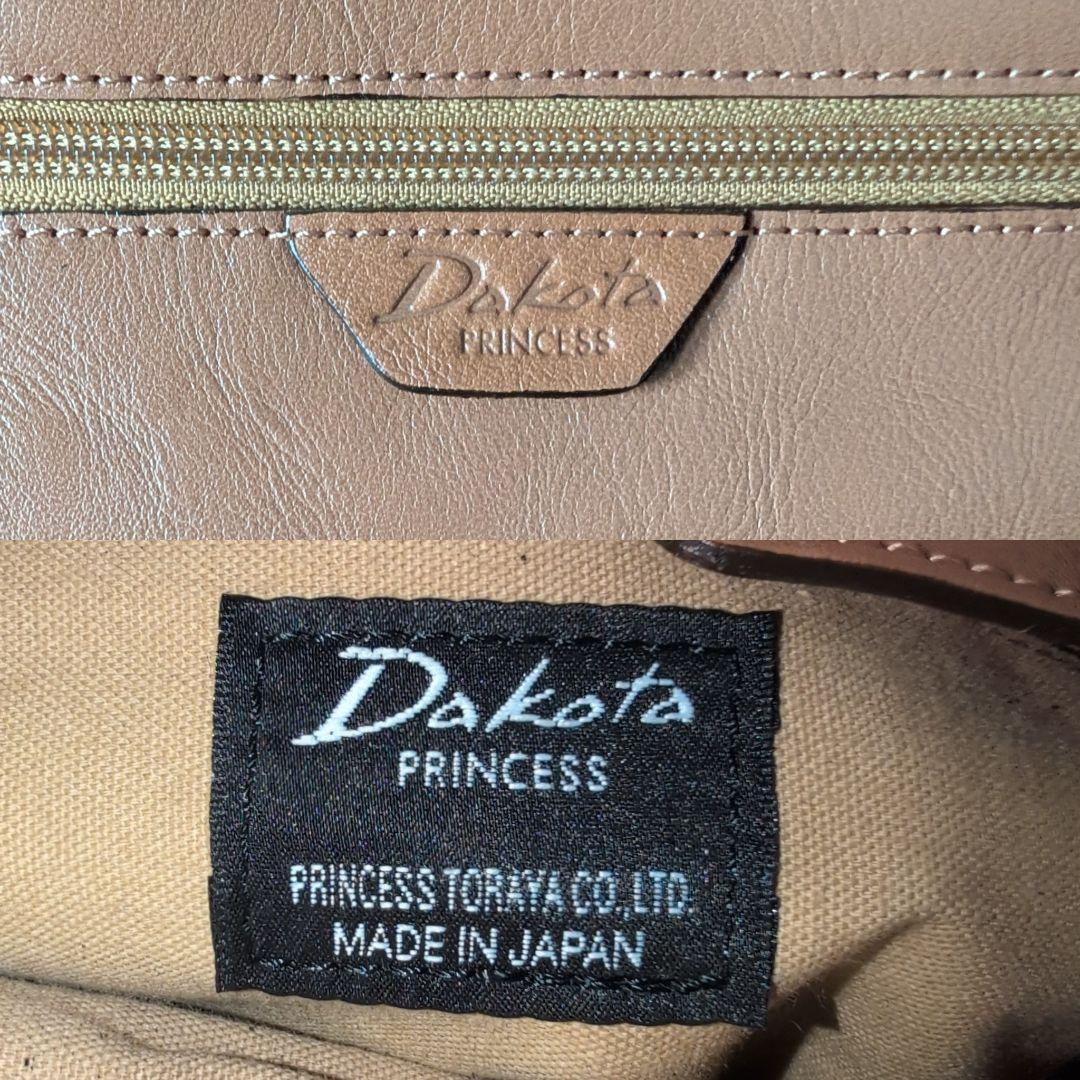 Dakota
PRINCESS
Dakota
PRINCESS
PRINCESS TORAYA CO.,LTD.
MADE IN JAPAN